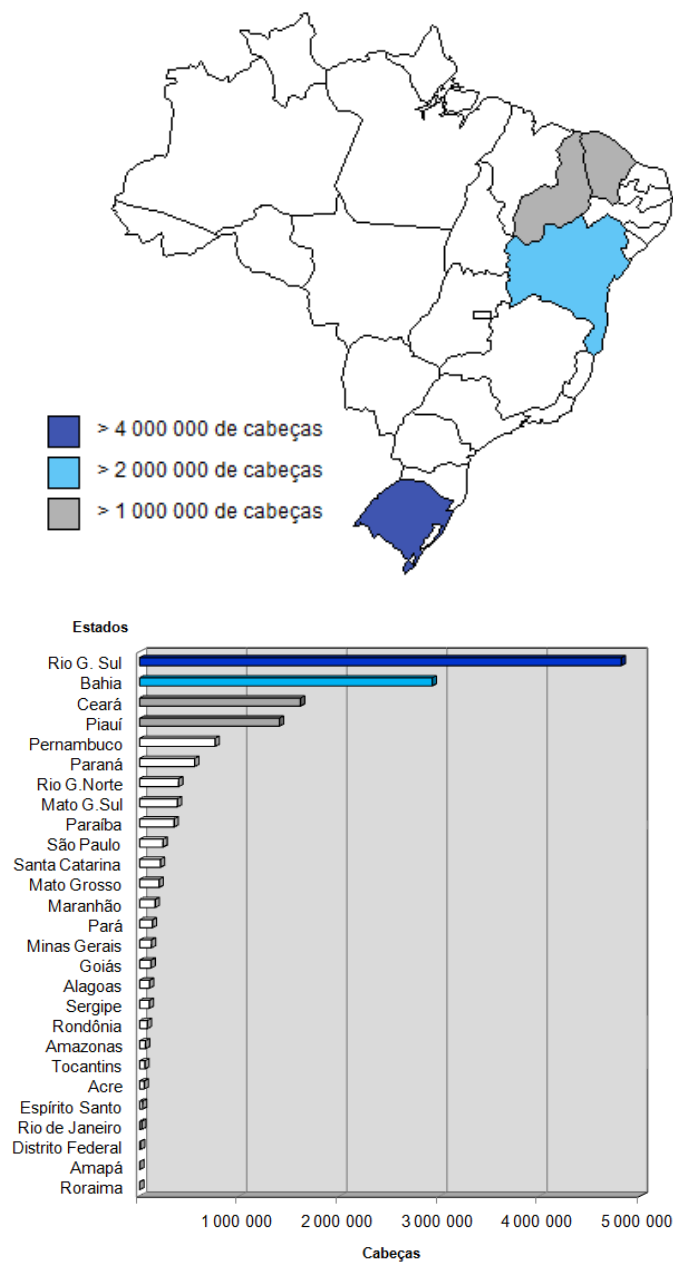 > 4 000 000 de cabeças
> 2 000 000 de cabeças
> 1 000 000 de cabeças
Estados
Rio G. Sul
Bahia
Ceará
Piauí
Pernambuco
Paraná
Rio G.Norte
Mato G.Sul
Paraíba
São Paulo
Santa Catarina
Mato Grosso
Maranhão
Pará
Minas Gerais
Goiás
Alagoas
Sergipe
Rondônia
Amazonas
Tocantins
Acre
Espírito Santo
Rio de Janeiro
Distrito Federal
Amapá
Roraima
1 000 000 2 000 000 3 000 000 4 000 000 5 000 000
Cabeças